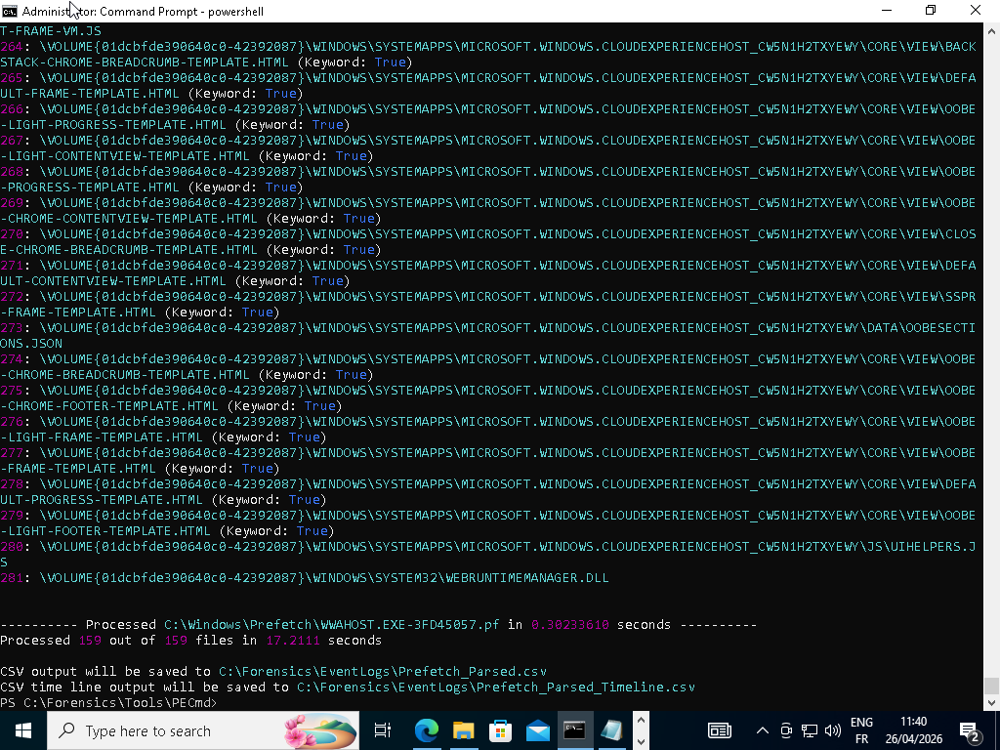 Administrator: Command Prompt - powershell
T-FRAME-VM.JS
264: \VOLUME{01dcbfde390640c0-42392087}\WINDOWS\SYSTEMAPPS\MICROSOFT.WINDOWS.CLOUDEXPERIENCEHOST_CW5N1H2TXYEWY\CORE\VIEW\BACK
STACK-CHROME-BREADCRUMB-TEMPLATE.HTML (Keyword: True)
265: \VOLUME{01dcbfde390640c0-42392087}\WINDOWS\SYSTEMAPPS\MICROSOFT.WINDOWS.CLOUDEXPERIENCEHOST_CW5N1H2TXYEWY\CORE\VIEW\DEFA
ULT-FRAME-TEMPLATE.HTML (Keyword: True)
266: \VOLUME{01dcbfde390640c0-42392087}\WINDOWS\SYSTEMAPPS\MICROSOFT.WINDOWS.CLOUDEXPERIENCEHOST_CW5N1H2TXYEWY\CORE\VIEW\OOBE
-LIGHT-PROGRESS-TEMPLATE.HTML (Keyword: True)
267: \VOLUME{01dcbfde390640c0-42392087}\WINDOWS\SYSTEMAPPS\MICROSOFT.WINDOWS.CLOUDEXPERIENCEHOST_CW5N1H2TXYEWY\CORE\VIEW\OOBE
-LIGHT-CONTENTVIEW-TEMPLATE.HTML (Keyword: True)
268: \VOLUME{01dcbfde390640c0-42392087}\WINDOWS\SYSTEMAPPS\MICROSOFT.WINDOWS.CLOUDEXPERIENCEHOST_CW5N1H2TXYEWY\CORE\VIEW\OOBE
-PROGRESS-TEMPLATE.HTML (Keyword: True)
269: \VOLUME{01dcbfde390640c0-42392087}\WINDOWS\SYSTEMAPPS\MICROSOFT.WINDOWS.CLOUDEXPERIENCEHOST_CW5N1H2TXYEWY\CORE\VIEW\OOBE
-CHROME-CONTENTVIEW-TEMPLATE.HTML (Keyword: True)
270: \VOLUME{01dcbfde390640c0-42392087}\WINDOWS\SYSTEMAPPS\MICROSOFT.WINDOWS.CLOUDEXPERIENCEHOST_CW5N1H2TXYEWY\CORE\VIEW\CLOS
E-CHROME-BREADCRUMB-TEMPLATE.HTML (Keyword: True)
271: \VOLUME{01dcbfde390640c0-42392087}\WINDOWS\SYSTEMAPPS\MICROSOFT.WINDOWS.CLOUDEXPERIENCEHOST_CW5N1H2TXYEWY\CORE\VIEW\DEFA
ULT-CONTENTVIEW-TEMPLATE.HTML (Keyword: True)
272: \VOLUME{01dcbfde390640c0-42392087}\WINDOWS\SYSTEMAPPS\MICROSOFT.WINDOWS.CLOUDEXPERIENCEHOST_CW5N1H2TXYEWY\CORE\VIEW\SSPR
-FRAME-TEMPLATE.HTML (Keyword: True)
273: \VOLUME{01dcbfde390640c0-42392087}\WINDOWS\SYSTEMAPPS\MICROSOFT.WINDOWS.CLOUDEXPERIENCEHOST_CW5N1H2TXYEWY\DATA\OOBESECTI
ONS.JSON
274: \VOLUME{01dcbfde390640c0-42392087}\WINDOWS\SYSTEMAPPS\MICROSOFT.WINDOWS.CLOUDEXPERIENCEHOST_CW5N1H2TXYEWY\CORE\VIEW\OOBE
-CHROME-BREADCRUMB-TEMPLATE.HTML (Keyword: True)
275: \VOLUME{01dcbfde390640c0-42392087}\WINDOWS\SYSTEMAPPS\MICROSOFT.WINDOWS.CLOUDEXPERIENCEHOST_CW5N1H2TXYEWY\CORE\VIEW\OOBE
-CHROME-FOOTER-TEMPLATE.HTML (Keyword: True)
276: \VOLUME{01dcbfde390640c0-42392087}\WINDOWS\SYSTEMAPPS\MICROSOFT.WINDOWS.CLOUDEXPERIENCEHOST_CW5N1H2TXYEWY\CORE\VIEW\OOBE
-LIGHT-FRAME-TEMPLATE.HTML (Keyword: True)
277: \VOLUME{01dcbfde390640c0-42392087}\WINDOWS\SYSTEMAPPS\MICROSOFT.WINDOWS.CLOUDEXPERIENCEHOST_CW5N1H2TXYEWY\CORE\VIEW\OOBE
-FRAME-TEMPLATE.HTML (Keyword: True)
278: \VOLUME{01dcbfde390640c0-42392087}\WINDOWS\SYSTEMAPPS\MICROSOFT.WINDOWS.CLOUDEXPERIENCEHOST_CW5N1H2TXYEWY\CORE\VIEW\DEFA
ULT-PROGRESS-TEMPLATE.HTML (Keyword: True)
279: \VOLUME{01dcbfde390640c0-42392087}\WINDOWS\SYSTEMAPPS\MICROSOFT.WINDOWS.CLOUDEXPERIENCEHOST_CW5N1H2TXYEWY\CORE\VIEW\OOBE
-LIGHT-FOOTER-TEMPLATE.HTML (Keyword: True)
280: \VOLUME{01dcbfde390640c0-42392087}\WINDOWS\SYSTEMAPPS\MICROSOFT.WINDOWS.CLOUDEXPERIENCEHOST_CW5N1H2TXYEWY\JS\UIHELPERS.J
S
281: \VOLUME{01dcbfde390640c0-42392087}\WINDOWS\SYSTEM32\WEBRUNTIMEMANAGER.DLL
---------- Processed C:\Windows\Prefetch\WWAHOST.EXE-3FD45057.pf in 0.30233610 seconds ----------
Processed 159 out of 159 files in 17.2111 seconds
CSV output will be saved to C:\Forensics\EventLogs\Prefetch_Parsed.csv
CSV time line output will be saved to C:\Forensics\EventLogs\Prefetch_Parsed_Timeline.csv
PS C:\Forensics\Tools\PECmd>
Type here to search
ENG
FR
11:40
26/04/2026
2